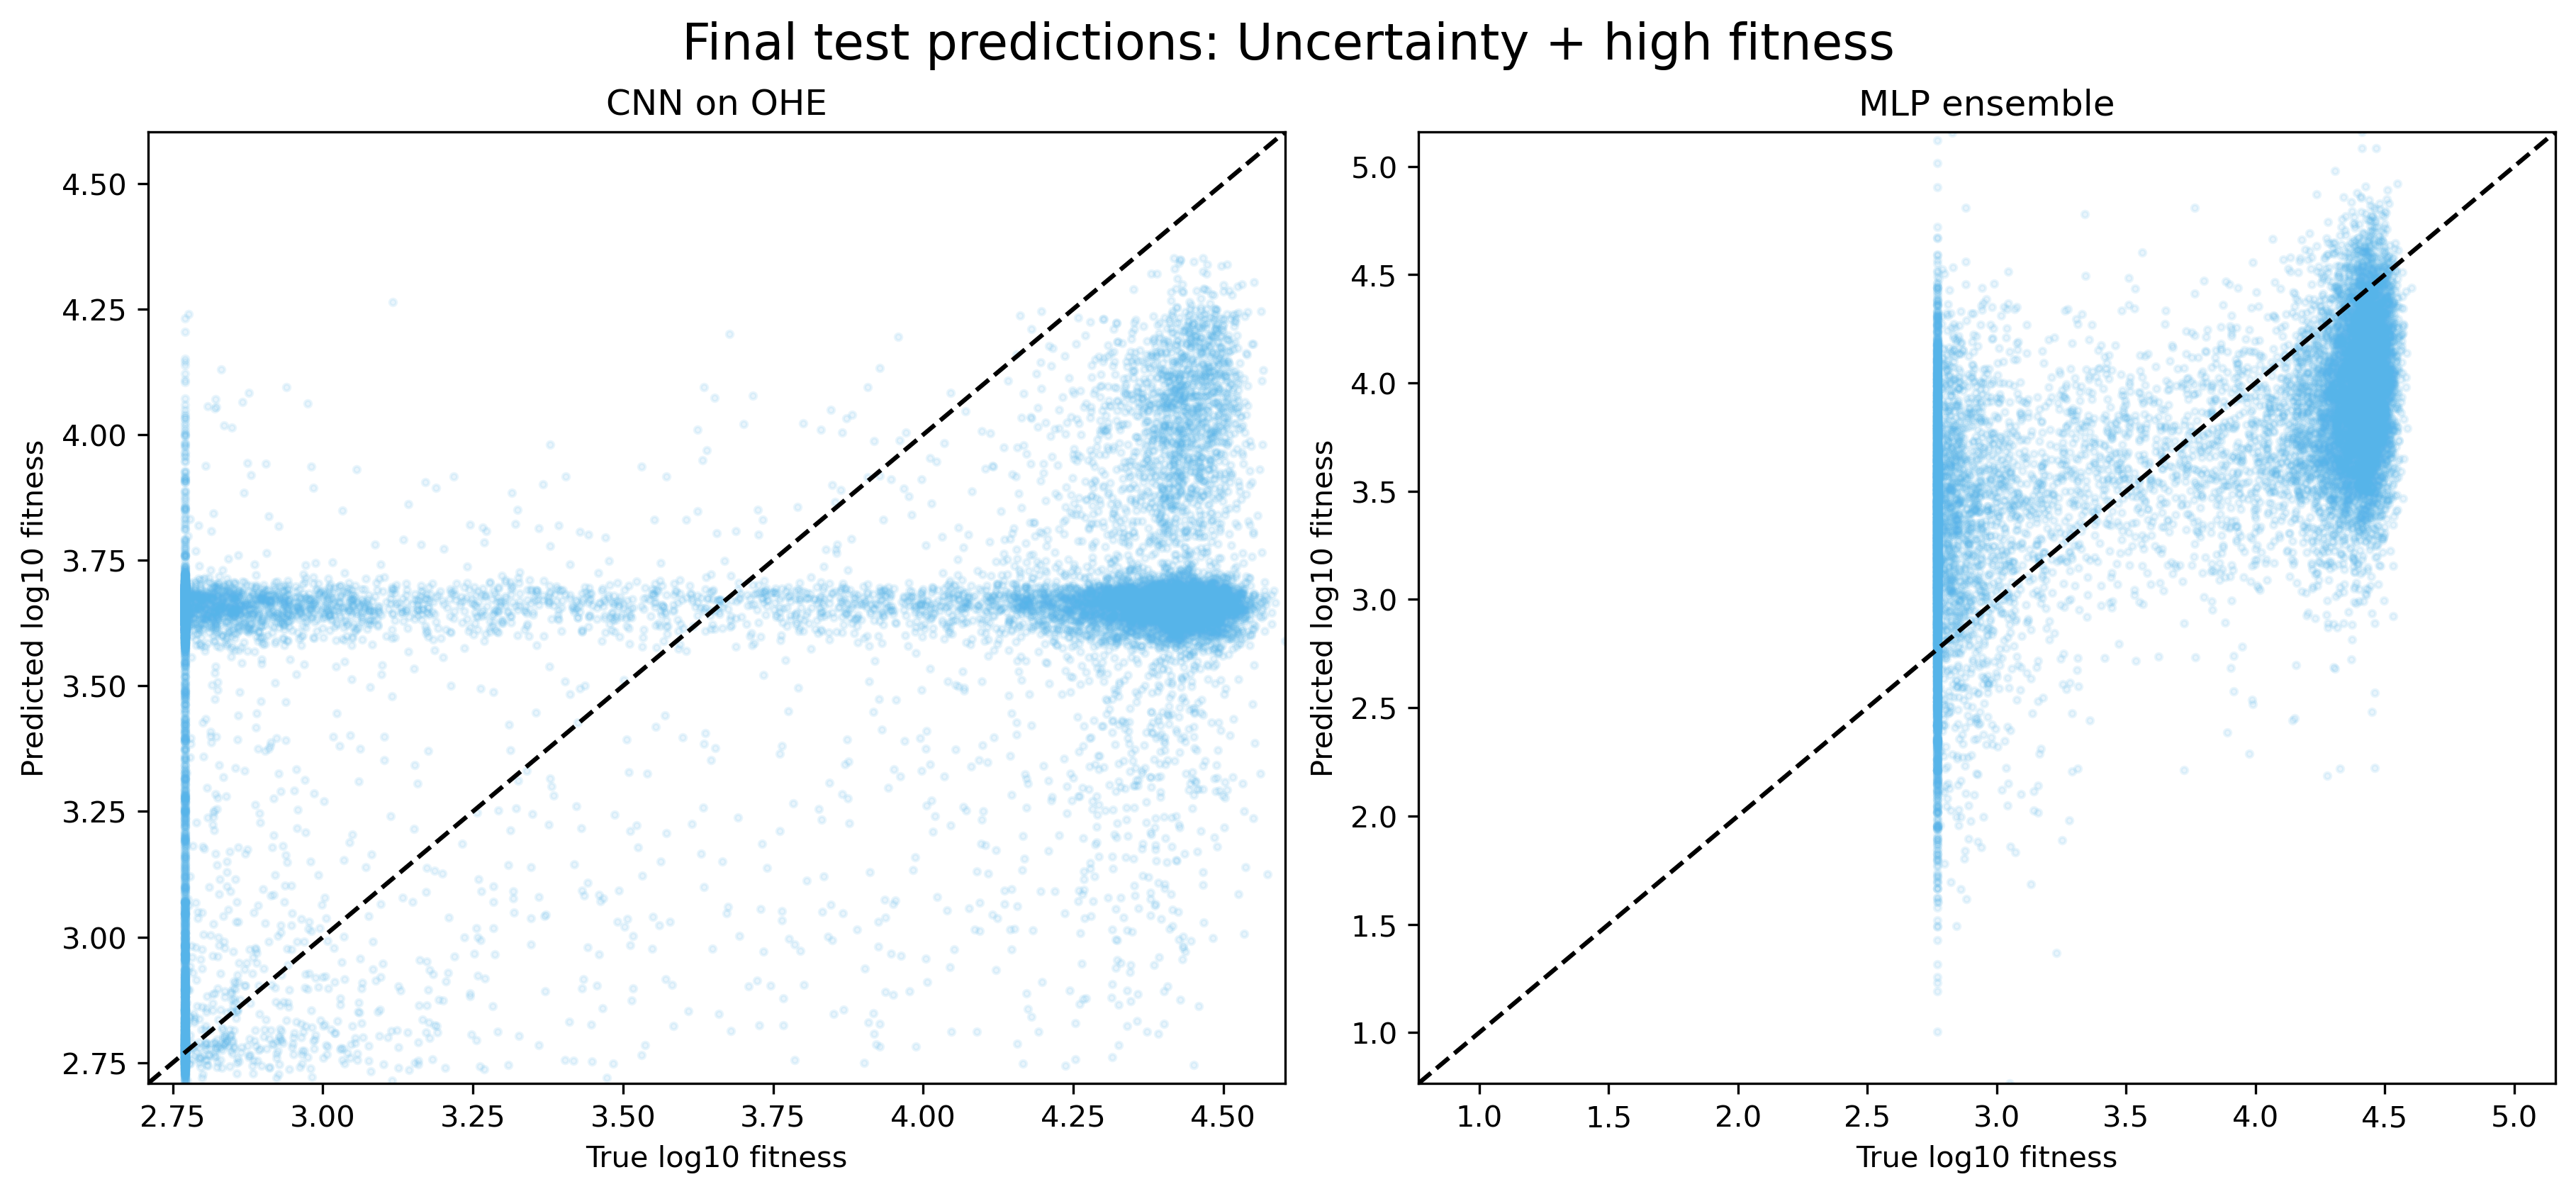 Final test predictions: Uncertainty + high fitness
CNN on OHE
Predicted log10 fitness
4.50
4.25
4.00
3.75
3.50
3.25
3.00
2.75
2.75 3.00 3.25 3.50 3.75 4.00 4.25 4.50
True log10 fitness
MLP ensemble
Predicted log10 fitness
5.0
4.5
4.0
3.5
3.0
2.5
2.0
1.5
1.0
1.0 1.5 2.0 2.5 3.0 3.5 4.0 4.5 5.0
True log10 fitness